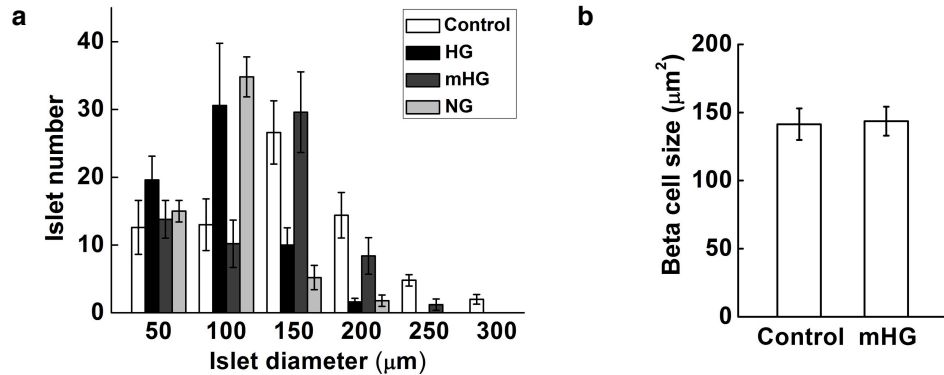 a
40
30
20
10
0
Islet number
Control
HG
mHG
NG
50 100 150 200 250 300
Islet diameter (μm)
b
200
150
100
50
0
Beta cell size (μm²)
Control mHG